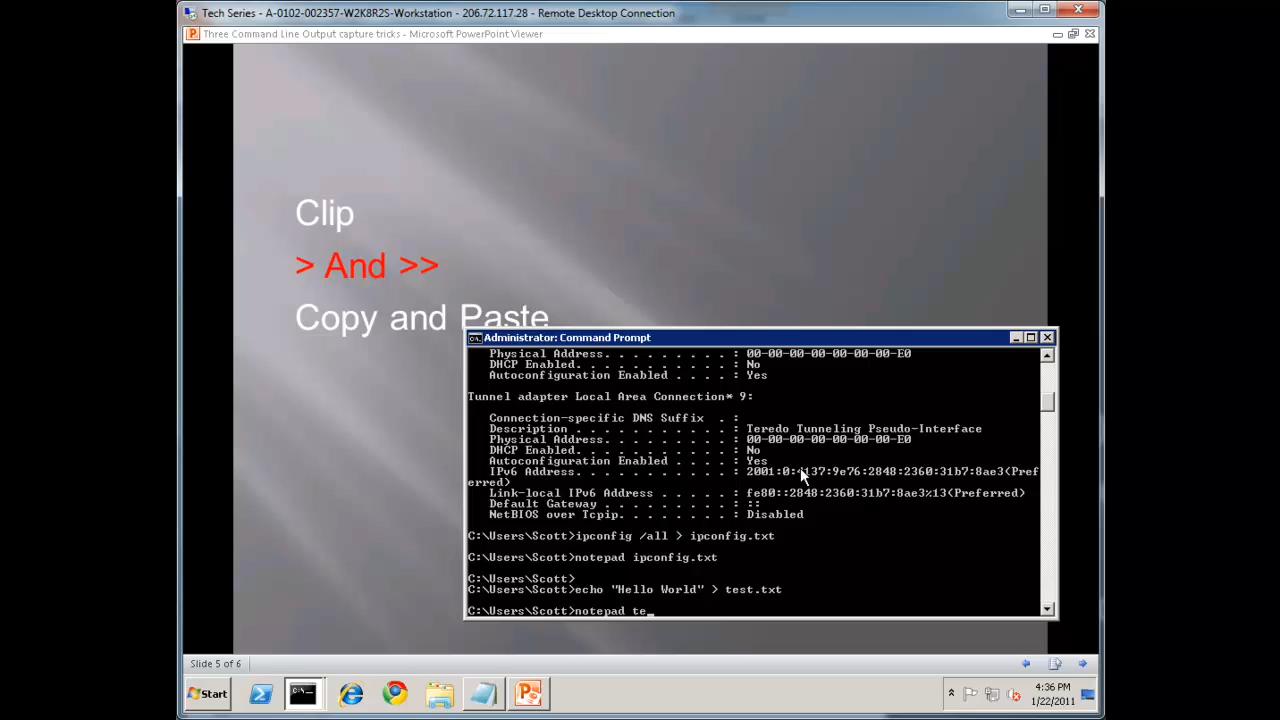 Tech Series - A-0102-002357-W2K8R2S-Workstation - 206.72.117.28 - Remote Desktop Connection
Three Command Line Output capture tricks - Microsoft PowerPoint Viewer
Clip
> And >>
Copy and Paste
Administrator: Command Prompt
Physical Address. . . . . . . . . : 00-00-00-00-00-00-00-E0
DHCP Enabled. . . . . . . . . . . : No
Autoconfiguration Enabled . . . . : Yes
Tunnel adapter Local Area Connection* 9:
Connection-specific DNS Suffix  . :
Description . . . . . . . . . . . : Teredo Tunneling Pseudo-Interface
Physical Address. . . . . . . . . : 00-00-00-00-00-00-00-E0
DHCP Enabled. . . . . . . . . . . : No
Autoconfiguration Enabled . . . . : Yes
IPv6 Address. . . . . . . . . . . : 2001:0:4137:9e76:2848:2360:31b7:8ae3(Pref
erred)
Link-local IPv6 Address . . . . . : fe80::2848:2360:31b7:8ae3%13(Preferred)
Default Gateway . . . . . . . . . : ::
NetBIOS over Tcpip. . . . . . . . : Disabled
C:\Users\Scott>ipconfig /all > ipconfig.txt
C:\Users\Scott>notepad ipconfig.txt
C:\Users\Scott>
C:\Users\Scott>echo "Hello World" > test.txt
C:\Users\Scott>notepad te_
Slide 5 of 6
Start
4:36 PM
1/22/2011